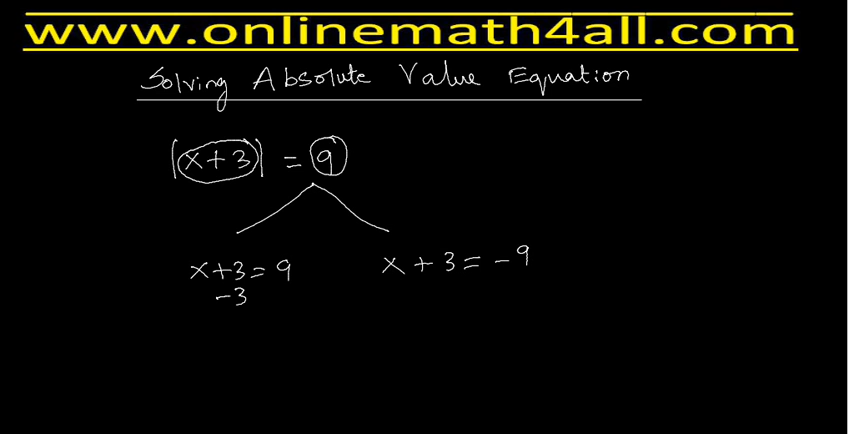 www.onlinemath4all.com
Solving Absolute Value Equation
|x+3| = 9
x+3=9 x+3=-9
-3